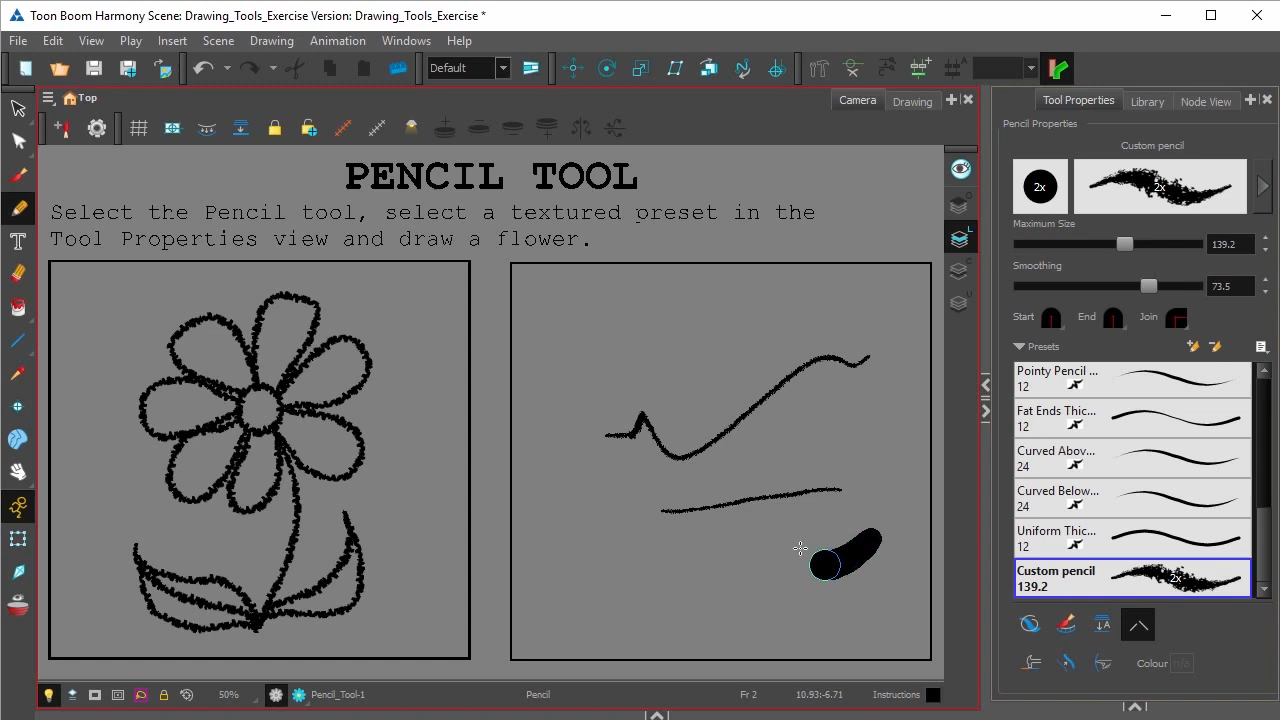 Toon Boom Harmony Scene: Drawing_Tools_Exercise Version: Drawing_Tools_Exercise *
File Edit View Play Insert Scene Drawing Animation Windows Help
Default
Top
Camera
Drawing
Tool Properties
Library
Node View
Pencil Properties
Custom pencil
2x
2x
Maximum Size
139.2
Smoothing
73.5
Start
End
Join
Presets
Pointy Pencil ...
12
Fat Ends Thic...
12
Curved Abov...
24
Curved Below...
24
Uniform Thic...
12
Custom pencil
139.2
2x
Colour n/a
PENCIL TOOL
Select the Pencil tool, select a textured preset in the
Tool Properties view and draw a flower.
50%
Pencil_Tool-1
Pencil
Fr 2
10.93:-6.71
Instructions